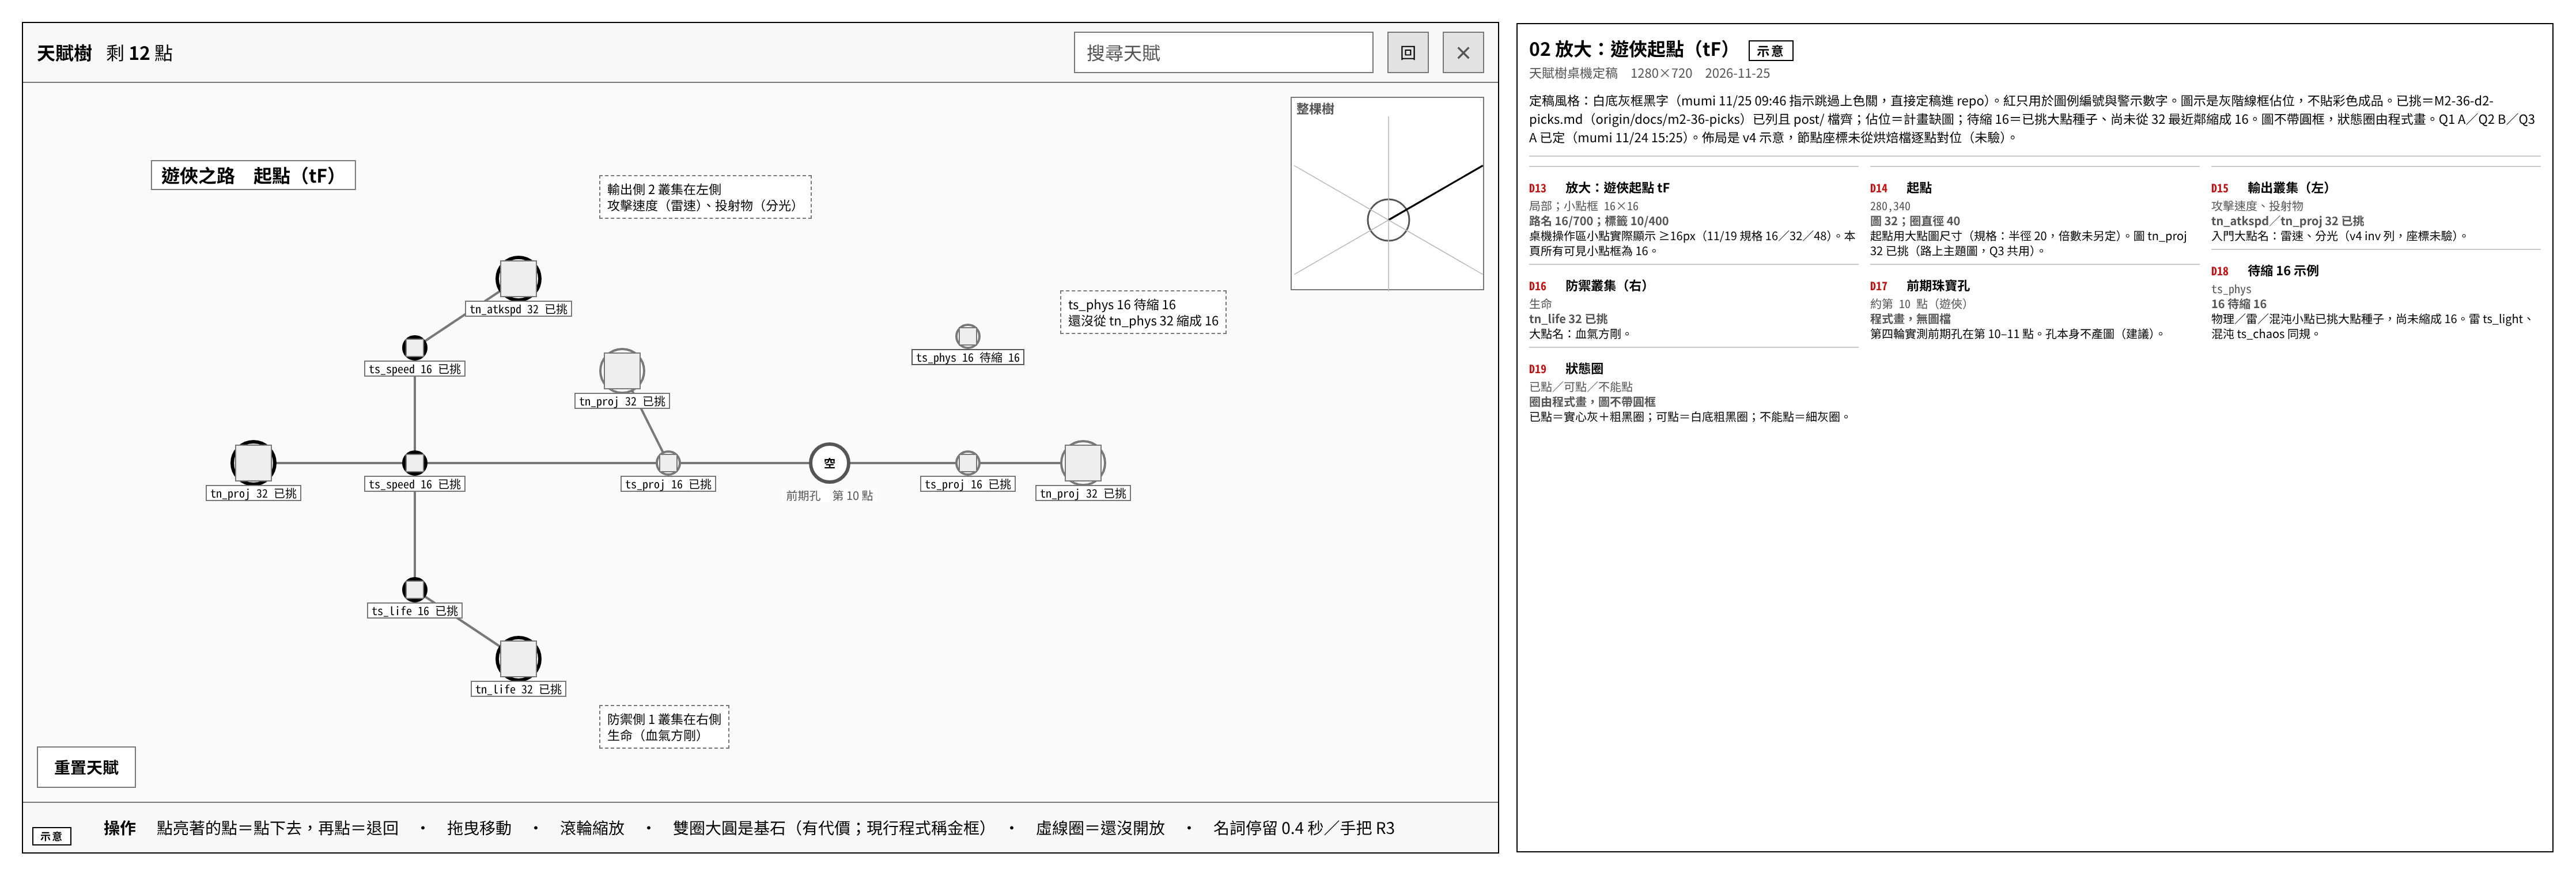 天賦樹 剩 12 點
搜尋天賦
回
×
整棵樹
遊俠之路 起點（tF）
輸出側 2 叢集在左側
攻擊速度（雷速）、投射物（分光）
tn_atkspd 32 已挑
ts_phys 16 待縮 16
還沒從 tn_phys 32 縮成 16
ts_speed 16 已挑
ts_phys 16 待縮 16
tn_proj 32 已挑
空
tn_proj 32 已挑
ts_speed 16 已挑
ts_proj 16 已挑
前期孔 第 10 點
ts_proj 16 已挑
tn_proj 32 已挑
ts_life 16 已挑
tn_life 32 已挑
防禦側 1 叢集在右側
生命（血氣方剛）
重置天賦
示意
操作 點亮著的點＝點下去，再點＝退回 · 拖曳移動 · 滾輪縮放 · 雙圈大圓是基石（有代價；現行程式稱金框） · 虛線圈＝還沒開放 · 名詞停留 0.4 秒／手把 R3
02 放大：遊俠起點（tF） 示意
天賦樹桌機定稿 1280×720 2026-11-25
定稿風格：白底灰框黑字（mumi 11/25 09:46 指示跳過上色關，直接定稿進 repo）。紅只用於圖例編號與警示數字。圖示是灰階線框佔位，不貼彩色成品。已挑＝M2-36-d2-
picks.md（origin/docs/m2-36-picks）已列且 post/ 檔齊；佔位＝計畫缺圖；待縮 16＝已挑大點種子、尚未從 32 最近鄰縮成 16。圖不帶圓框，狀態圈由程式畫。Q1 A／Q2 B／Q3
A 已定（mumi 11/24 15:25）。佈局是 v4 示意，節點座標未從烘焙檔逐點對位（未驗）。
D13 放大：遊俠起點 tF
局部；小點框 16×16
路名 16/700；標籤 10/400
桌機操作區小點實際顯示 ≥16px（11/19 規格 16／32／48）。本
頁所有可見小點框為 16。
D14 起點
280,340
圖 32；圈直徑 40
起點用大點圖尺寸（規格：半徑 20，倍數未另定）。圖 tn_proj
32 已挑（路上主題圖，Q3 共用）。
D15 輸出叢集（左）
攻擊速度、投射物
tn_atkspd／tn_proj 32 已挑
入門大點名：雷速、分光（v4 inv 列，座標未驗）。
D16 防禦叢集（右）
生命
tn_life 32 已挑
大點名：血氣方剛。
D17 前期珠寶孔
約第 10 點（遊俠）
程式畫，無圖檔
第四輪實測前期孔在第 10–11 點。孔本身不產圖（建議）。
D18 待縮 16 示例
ts_phys
16 待縮 16
物理／雷／混沌小點已挑大點種子，尚未縮成 16。雷 ts_light、
混沌 ts_chaos 同規。
D19 狀態圈
已點／可點／不能點
圈由程式畫，圖不帶圓框
已點＝實心灰＋粗黑圈；可點＝白底粗黑圈；不能點＝細灰圈。